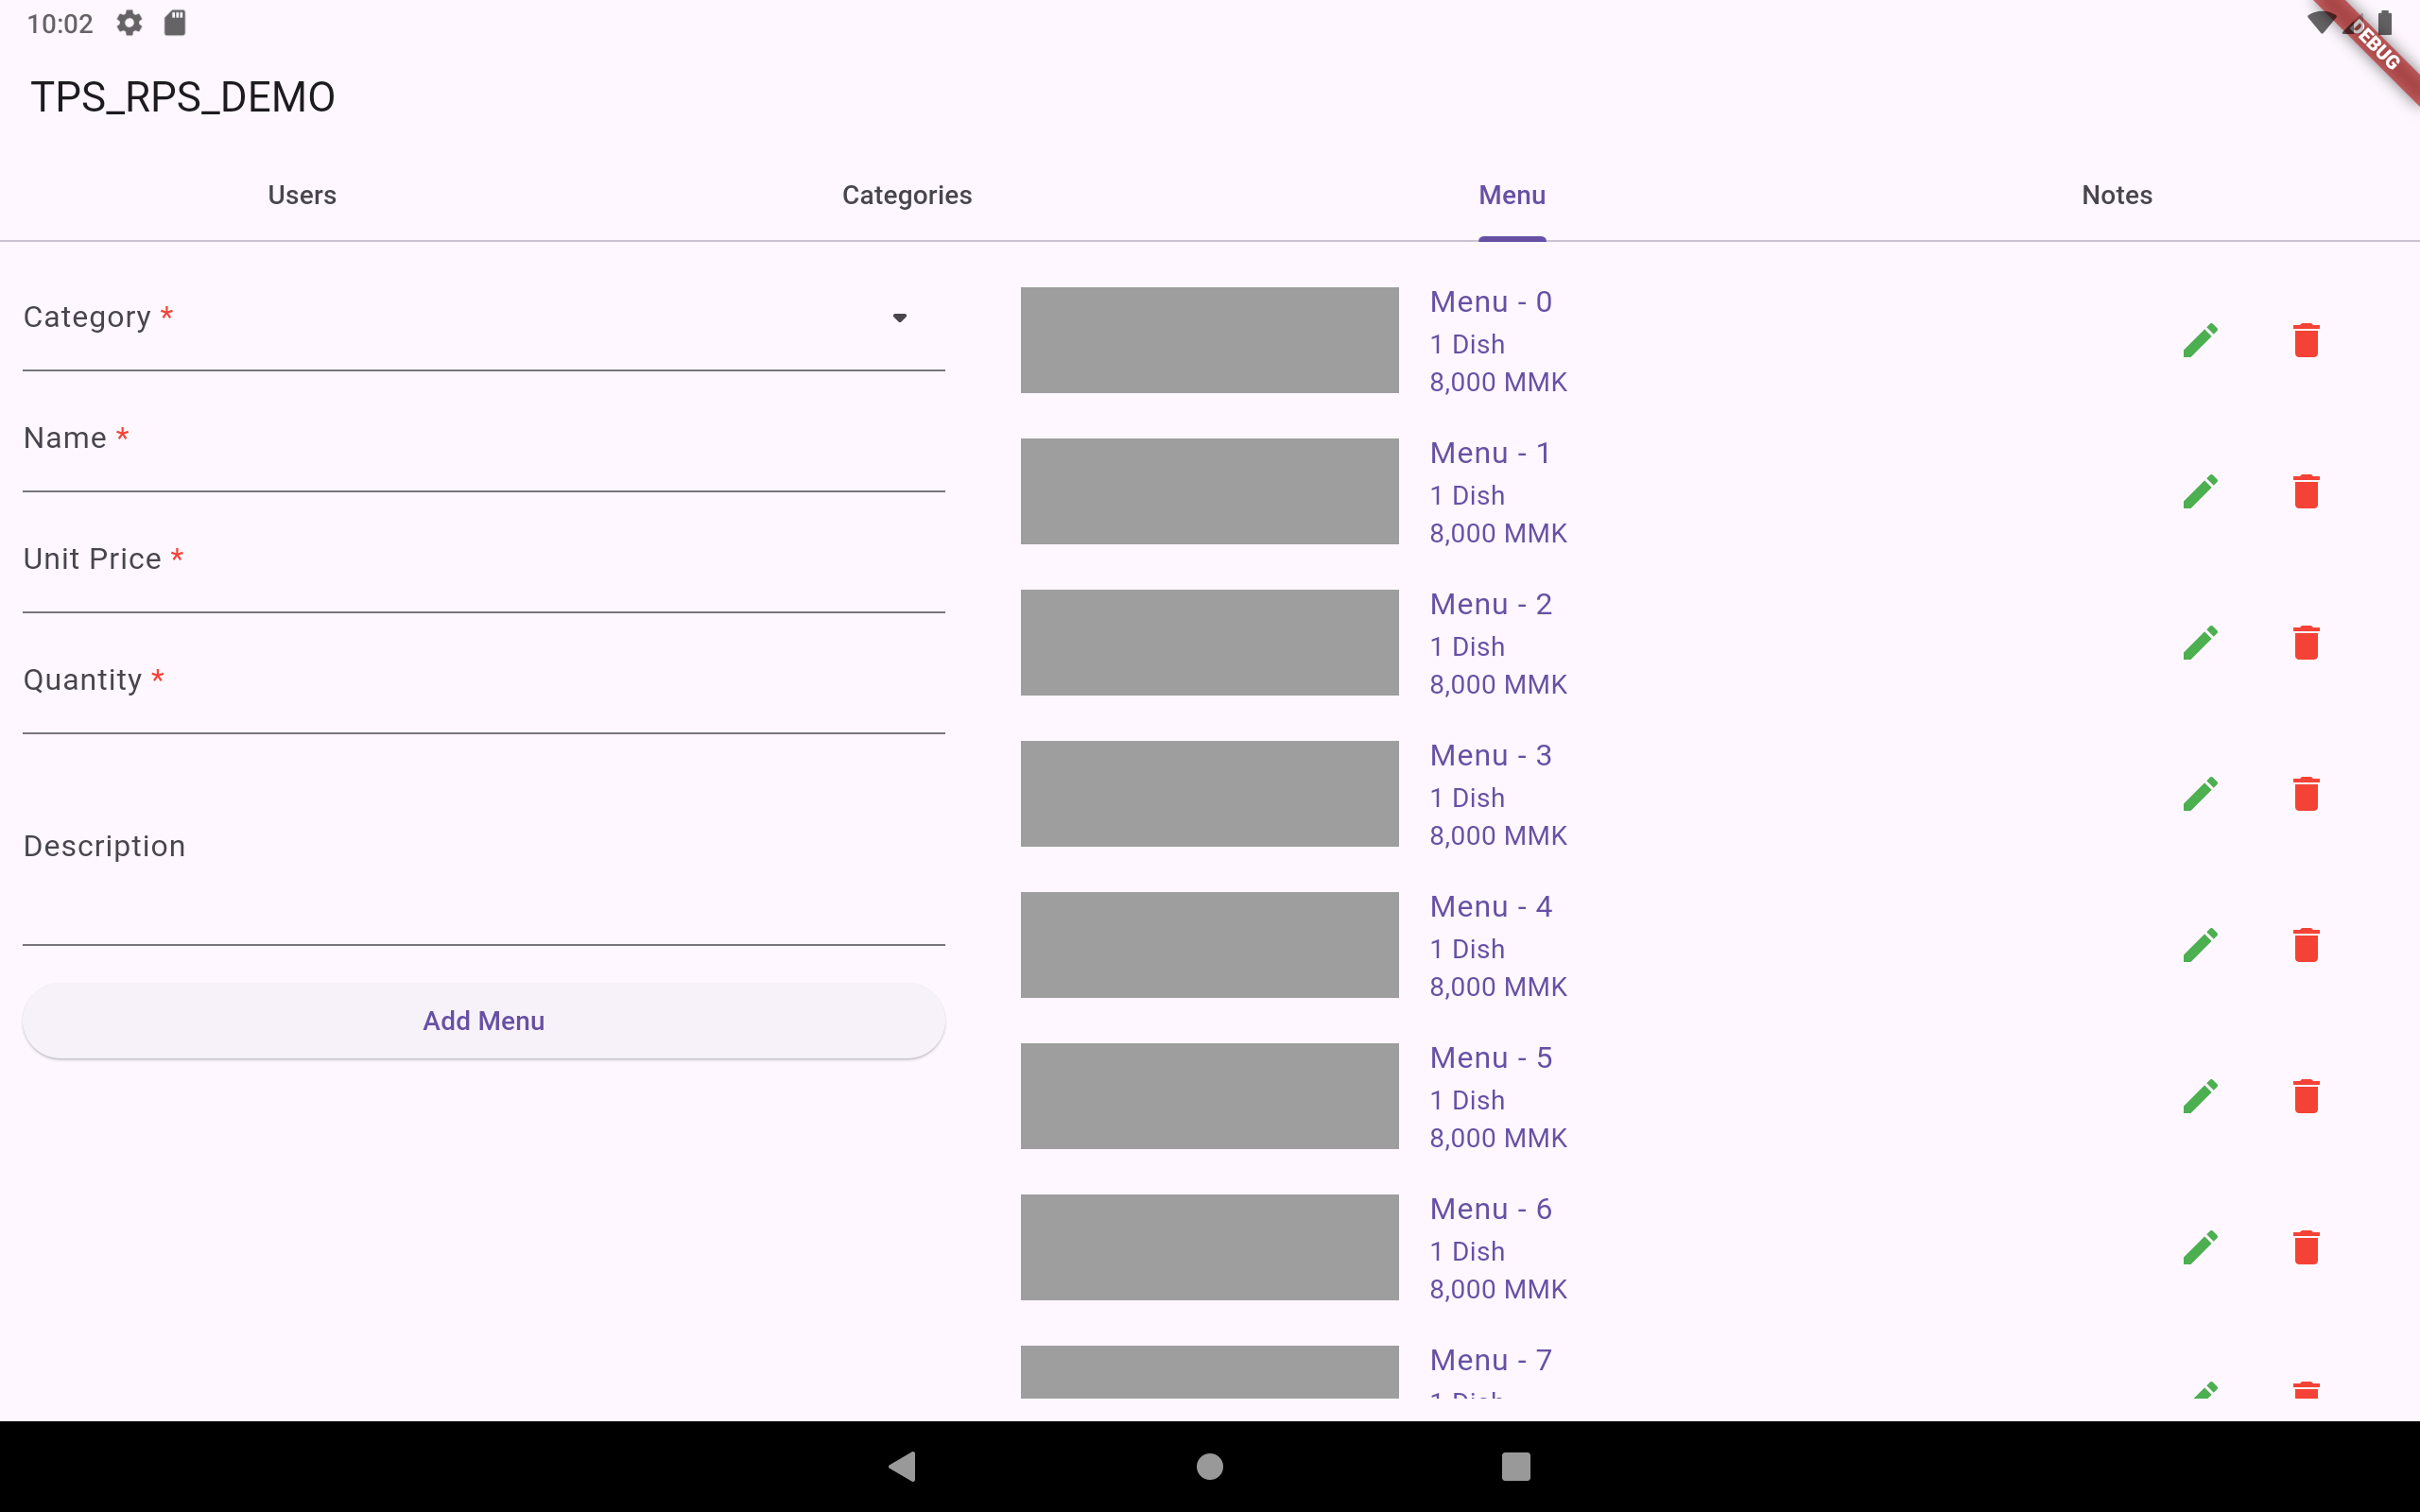 10:02
DEBUG
TPS_RPS_DEMO
Users
Categories
Menu
Notes
Category *
Name *
Unit Price *
Quantity *
Description
Add Menu
Menu - 0
1 Dish
8,000 MMK
Menu - 1
1 Dish
8,000 MMK
Menu - 2
1 Dish
8,000 MMK
Menu - 3
1 Dish
8,000 MMK
Menu - 4
1 Dish
8,000 MMK
Menu - 5
1 Dish
8,000 MMK
Menu - 6
1 Dish
8,000 MMK
Menu - 7
1 Dish